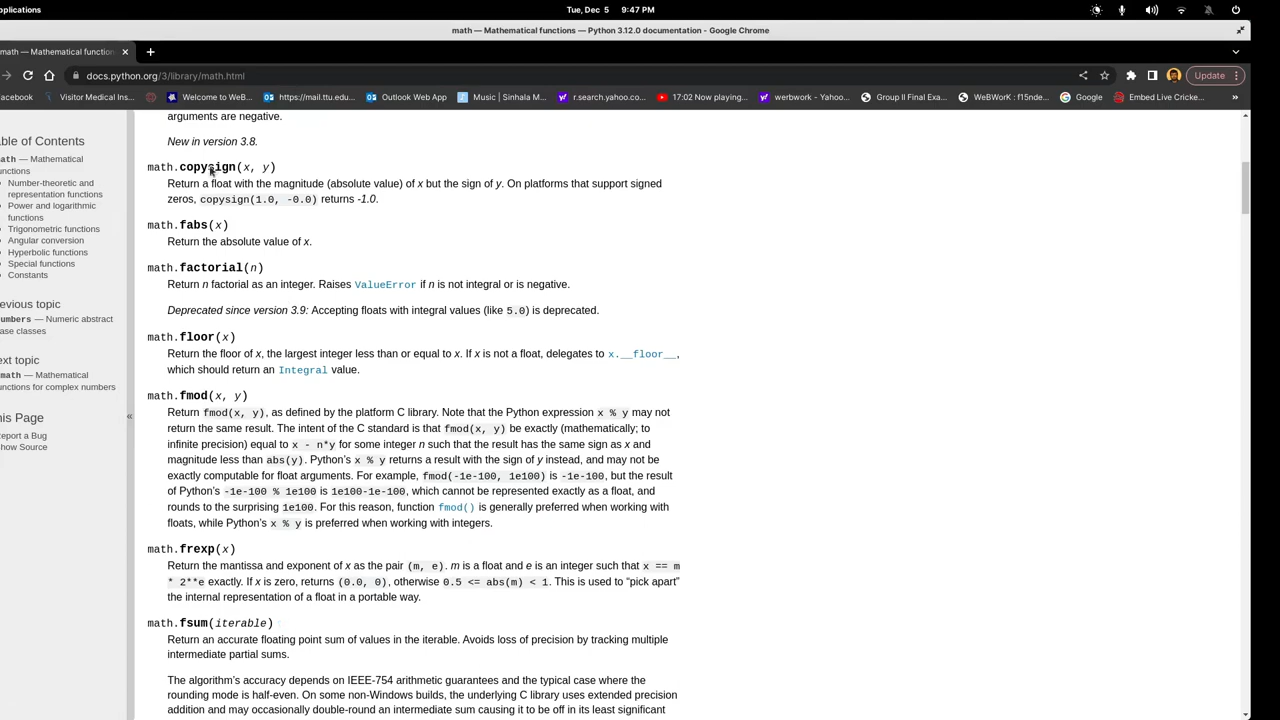 pplications
Tue, Dec 5 9:47 PM
math — Mathematical functions — Python 3.12.0 documentation - Google Chrome
math — Mathematical function
docs.python.org/3/library/math.html
Update
acebook
Visitor Medical Ins...
Welcome to WeB...
https://mail.ttu.edu...
Outlook Web App
Music | Sinhala M...
r.search.yahoo.co...
17:02 Now playing...
werbwork - Yahoo...
Group II Final Exa...
WeBWorK : f15nde...
Google
Embed Live Cricke...
»
ble of Contents
math — Mathematical
unctions
Number-theoretic and
representation functions
Power and logarithmic
functions
Trigonometric functions
Angular conversion
Hyperbolic functions
Special functions
Constants
evious topic
umbers — Numeric abstract
ase classes
ext topic
math — Mathematical
unctions for complex numbers
his Page
eport a Bug
how Source
«
arguments are negative.
New in version 3.8.
math.copysign(x, y)
Return a float with the magnitude (absolute value) of x but the sign of y. On platforms that support signed
zeros, copysign(1.0, -0.0) returns -1.0.
math.fabs(x)
Return the absolute value of x.
math.factorial(n)
Return n factorial as an integer. Raises ValueError if n is not integral or is negative.
Deprecated since version 3.9: Accepting floats with integral values (like 5.0) is deprecated.
math.floor(x)
Return the floor of x, the largest integer less than or equal to x. If x is not a float, delegates to x.__floor__,
which should return an Integral value.
math.fmod(x, y)
Return fmod(x, y), as defined by the platform C library. Note that the Python expression x % y may not
return the same result. The intent of the C standard is that fmod(x, y) be exactly (mathematically; to
infinite precision) equal to x - n*y for some integer n such that the result has the same sign as x and
magnitude less than abs(y). Python’s x % y returns a result with the sign of y instead, and may not be
exactly computable for float arguments. For example, fmod(-1e-100, 1e100) is -1e-100, but the result
of Python’s -1e-100 % 1e100 is 1e100-1e-100, which cannot be represented exactly as a float, and
rounds to the surprising 1e100. For this reason, function fmod() is generally preferred when working with
floats, while Python’s x % y is preferred when working with integers.
math.frexp(x)
Return the mantissa and exponent of x as the pair (m, e). m is a float and e is an integer such that x == m
* 2**e exactly. If x is zero, returns (0.0, 0), otherwise 0.5 <= abs(m) < 1. This is used to “pick apart”
the internal representation of a float in a portable way.
math.fsum(iterable)
Return an accurate floating point sum of values in the iterable. Avoids loss of precision by tracking multiple
intermediate partial sums.
The algorithm’s accuracy depends on IEEE-754 arithmetic guarantees and the typical case where the
rounding mode is half-even. On some non-Windows builds, the underlying C library uses extended precision
addition and may occasionally double-round an intermediate sum causing it to be off in its least significant